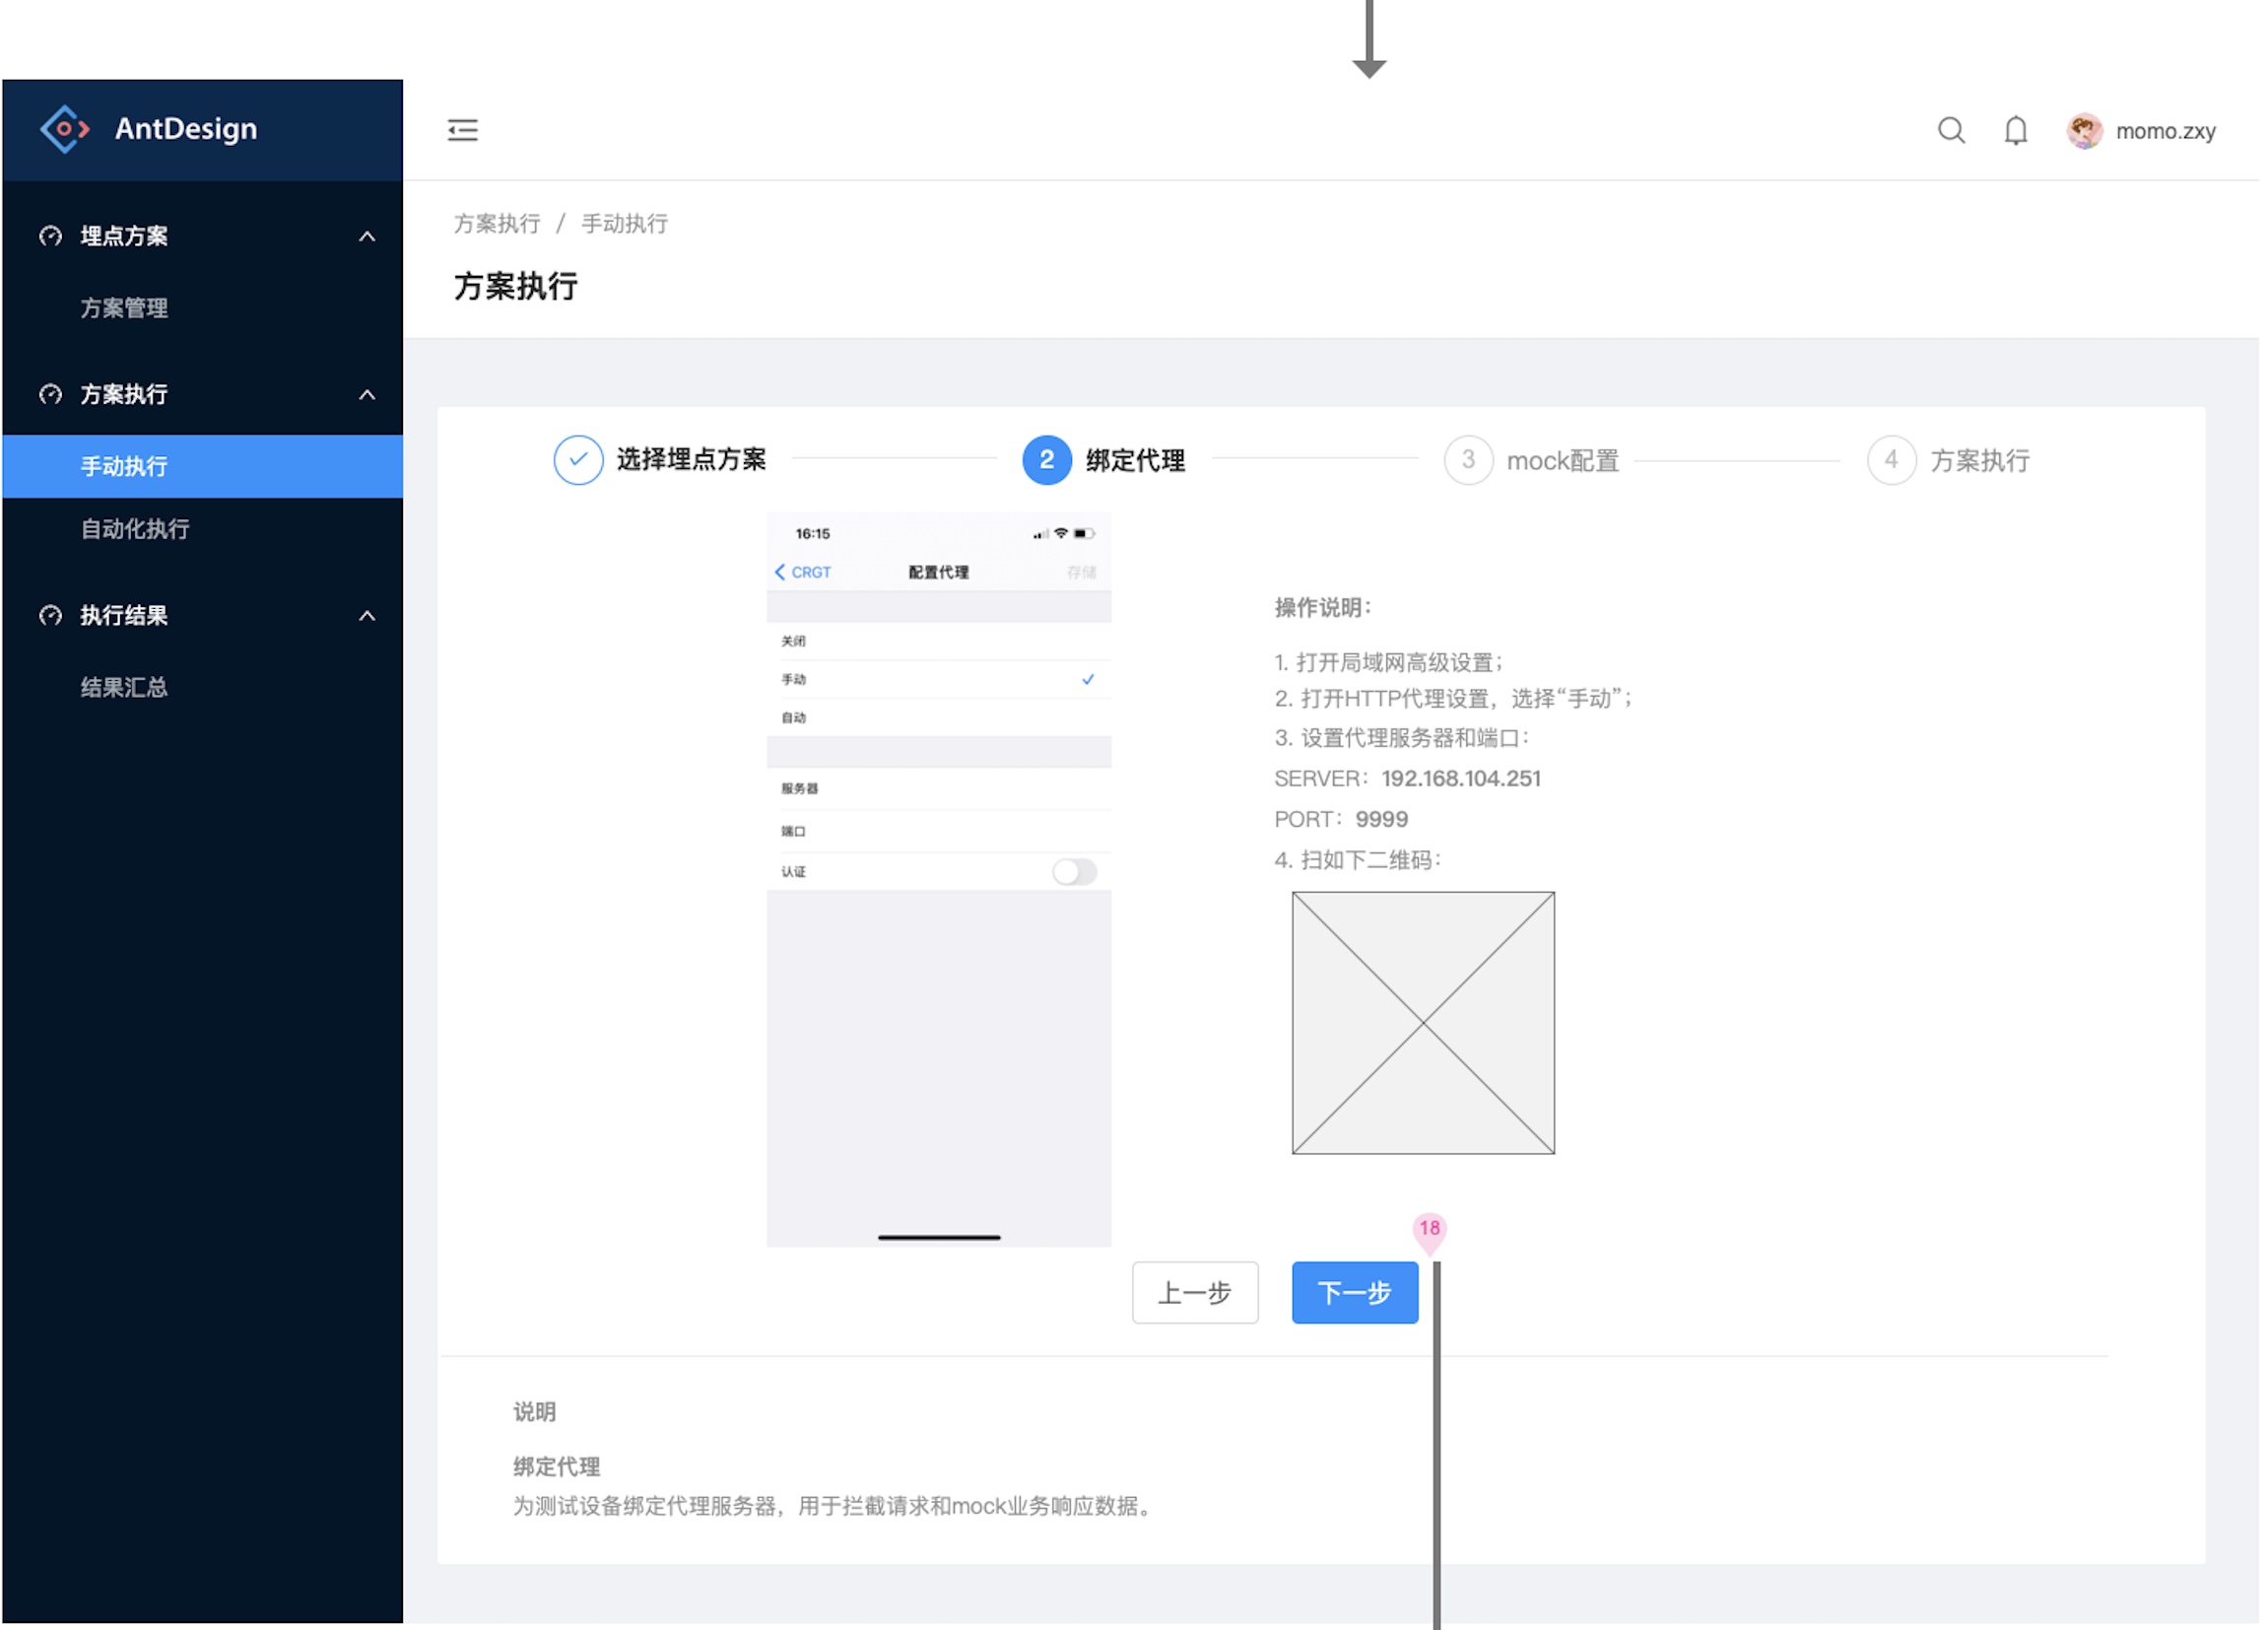 AntDesign
momo.zxy
埋点方案
方案管理
方案执行
手动执行
自动化执行
执行结果
结果汇总
方案执行 / 手动执行
方案执行
选择埋点方案
2 绑定代理
3 mock配置
4 方案执行
16:15
CRGT 配置代理 存储
关闭
手动
自动
服务器
端口
认证
操作说明：
1. 打开局域网高级设置；
2. 打开HTTP代理设置，选择“手动”；
3. 设置代理服务器和端口：
SERVER：192.168.104.251
PORT：9999
4. 扫如下二维码：
18
上一步 下一步
说明
绑定代理
为测试设备绑定代理服务器，用于拦截请求和mock业务响应数据。